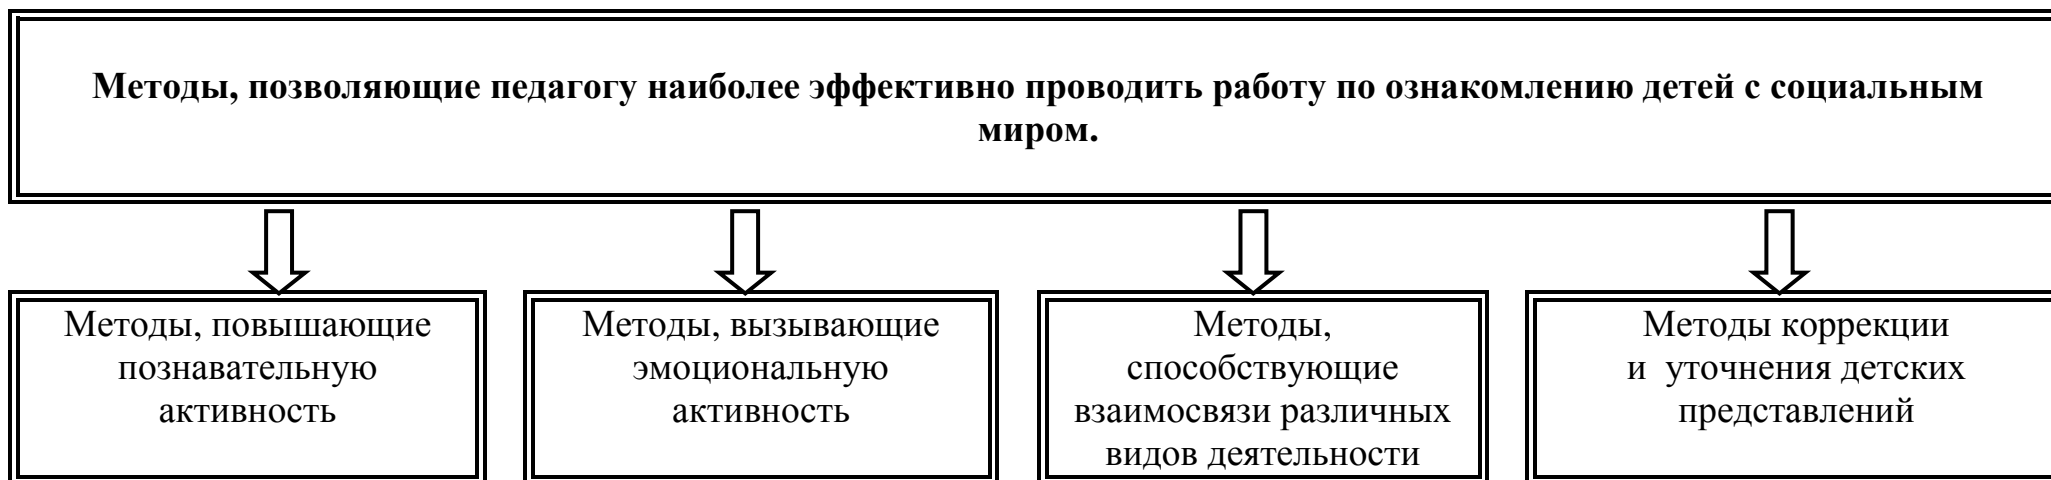 Методы, позволяющие педагогу наиболее эффективно проводить работу по ознакомлению детей с социальным
миром.
Методы, повышающие
познавательную
активность
Методы, вызывающие
эмоциональную
активность
Методы,
способствующие
взаимосвязи различных
видов деятельности
Методы коррекции
и уточнения детских
представлений